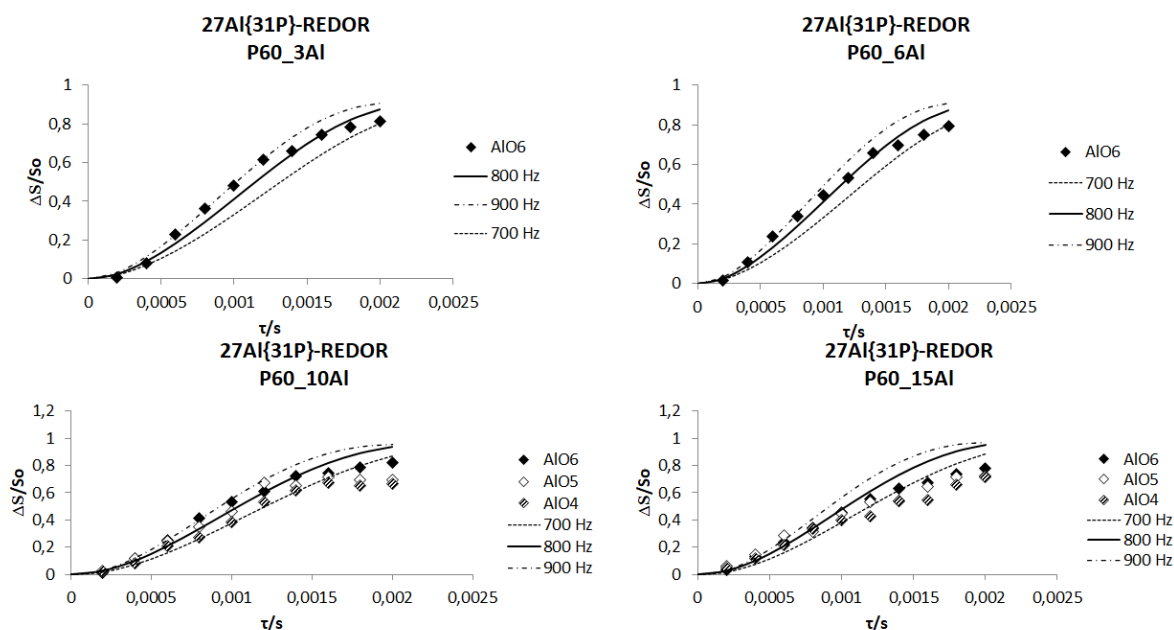 27Al{31P}-REDOR
P60_3Al
1
0,8
0,6
0,4
0,2
0
ΔS/So
0 0,0005 0,001 0,0015 0,002 0,0025
τ/s
AlO6
800 Hz
900 Hz
700 Hz
27Al{31P}-REDOR
P60_6Al
1
0,8
0,6
0,4
0,2
0
ΔS/So
0 0,0005 0,001 0,0015 0,002 0,0025
τ/s
AlO6
700 Hz
800 Hz
900 Hz
27Al{31P}-REDOR
P60_10Al
1,2
1
0,8
0,6
0,4
0,2
0
ΔS/So
0 0,0005 0,001 0,0015 0,002 0,0025
τ/s
AlO6
AlO5
AlO4
700 Hz
800 Hz
900 Hz
27Al{31P}-REDOR
P60_15Al
1,2
1
0,8
0,6
0,4
0,2
0
ΔS/So
0 0,0005 0,001 0,0015 0,002 0,0025
τ/s
AlO6
AlO5
AlO4
700 Hz
800 Hz
900 Hz